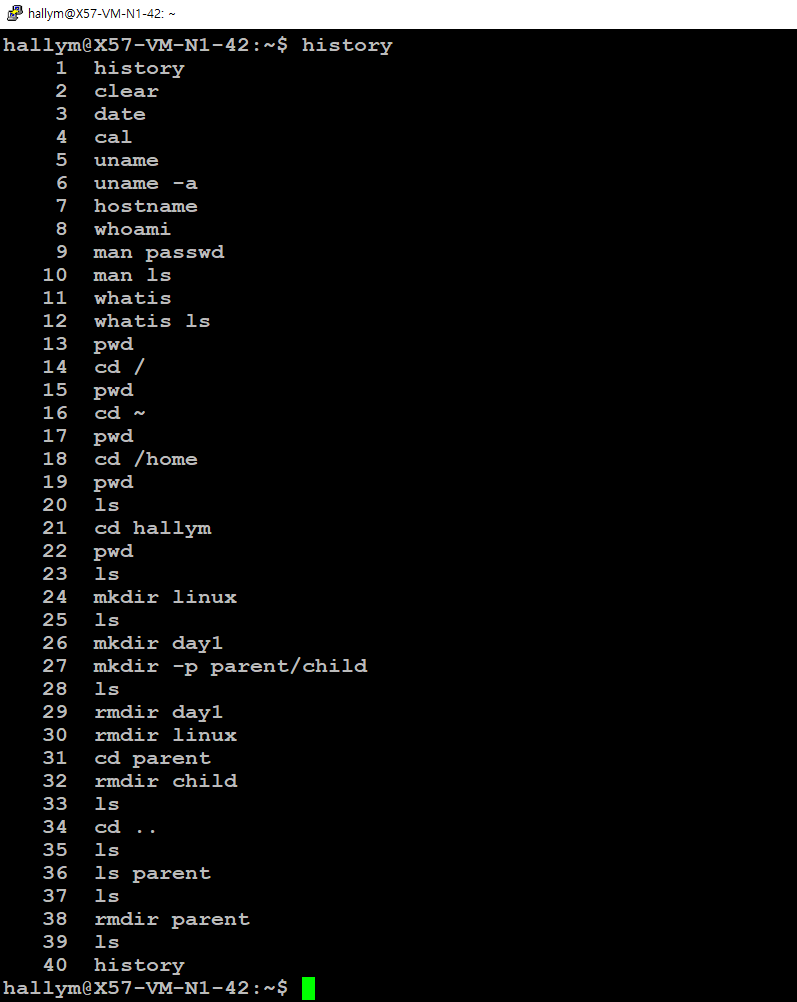 hallym@X57-VM-N1-42: ~
hallym@X57-VM-N1-42:~$ history
1 history
2 clear
3 date
4 cal
5 uname
6 uname -a
7 hostname
8 whoami
9 man passwd
10 man ls
11 whatis
12 whatis ls
13 pwd
14 cd /
15 pwd
16 cd ~
17 pwd
18 cd /home
19 pwd
20 ls
21 cd hallym
22 pwd
23 ls
24 mkdir linux
25 ls
26 mkdir day1
27 mkdir -p parent/child
28 ls
29 rmdir day1
30 rmdir linux
31 cd parent
32 rmdir child
33 ls
34 cd ..
35 ls
36 ls parent
37 ls
38 rmdir parent
39 ls
40 history
hallym@X57-VM-N1-42:~$